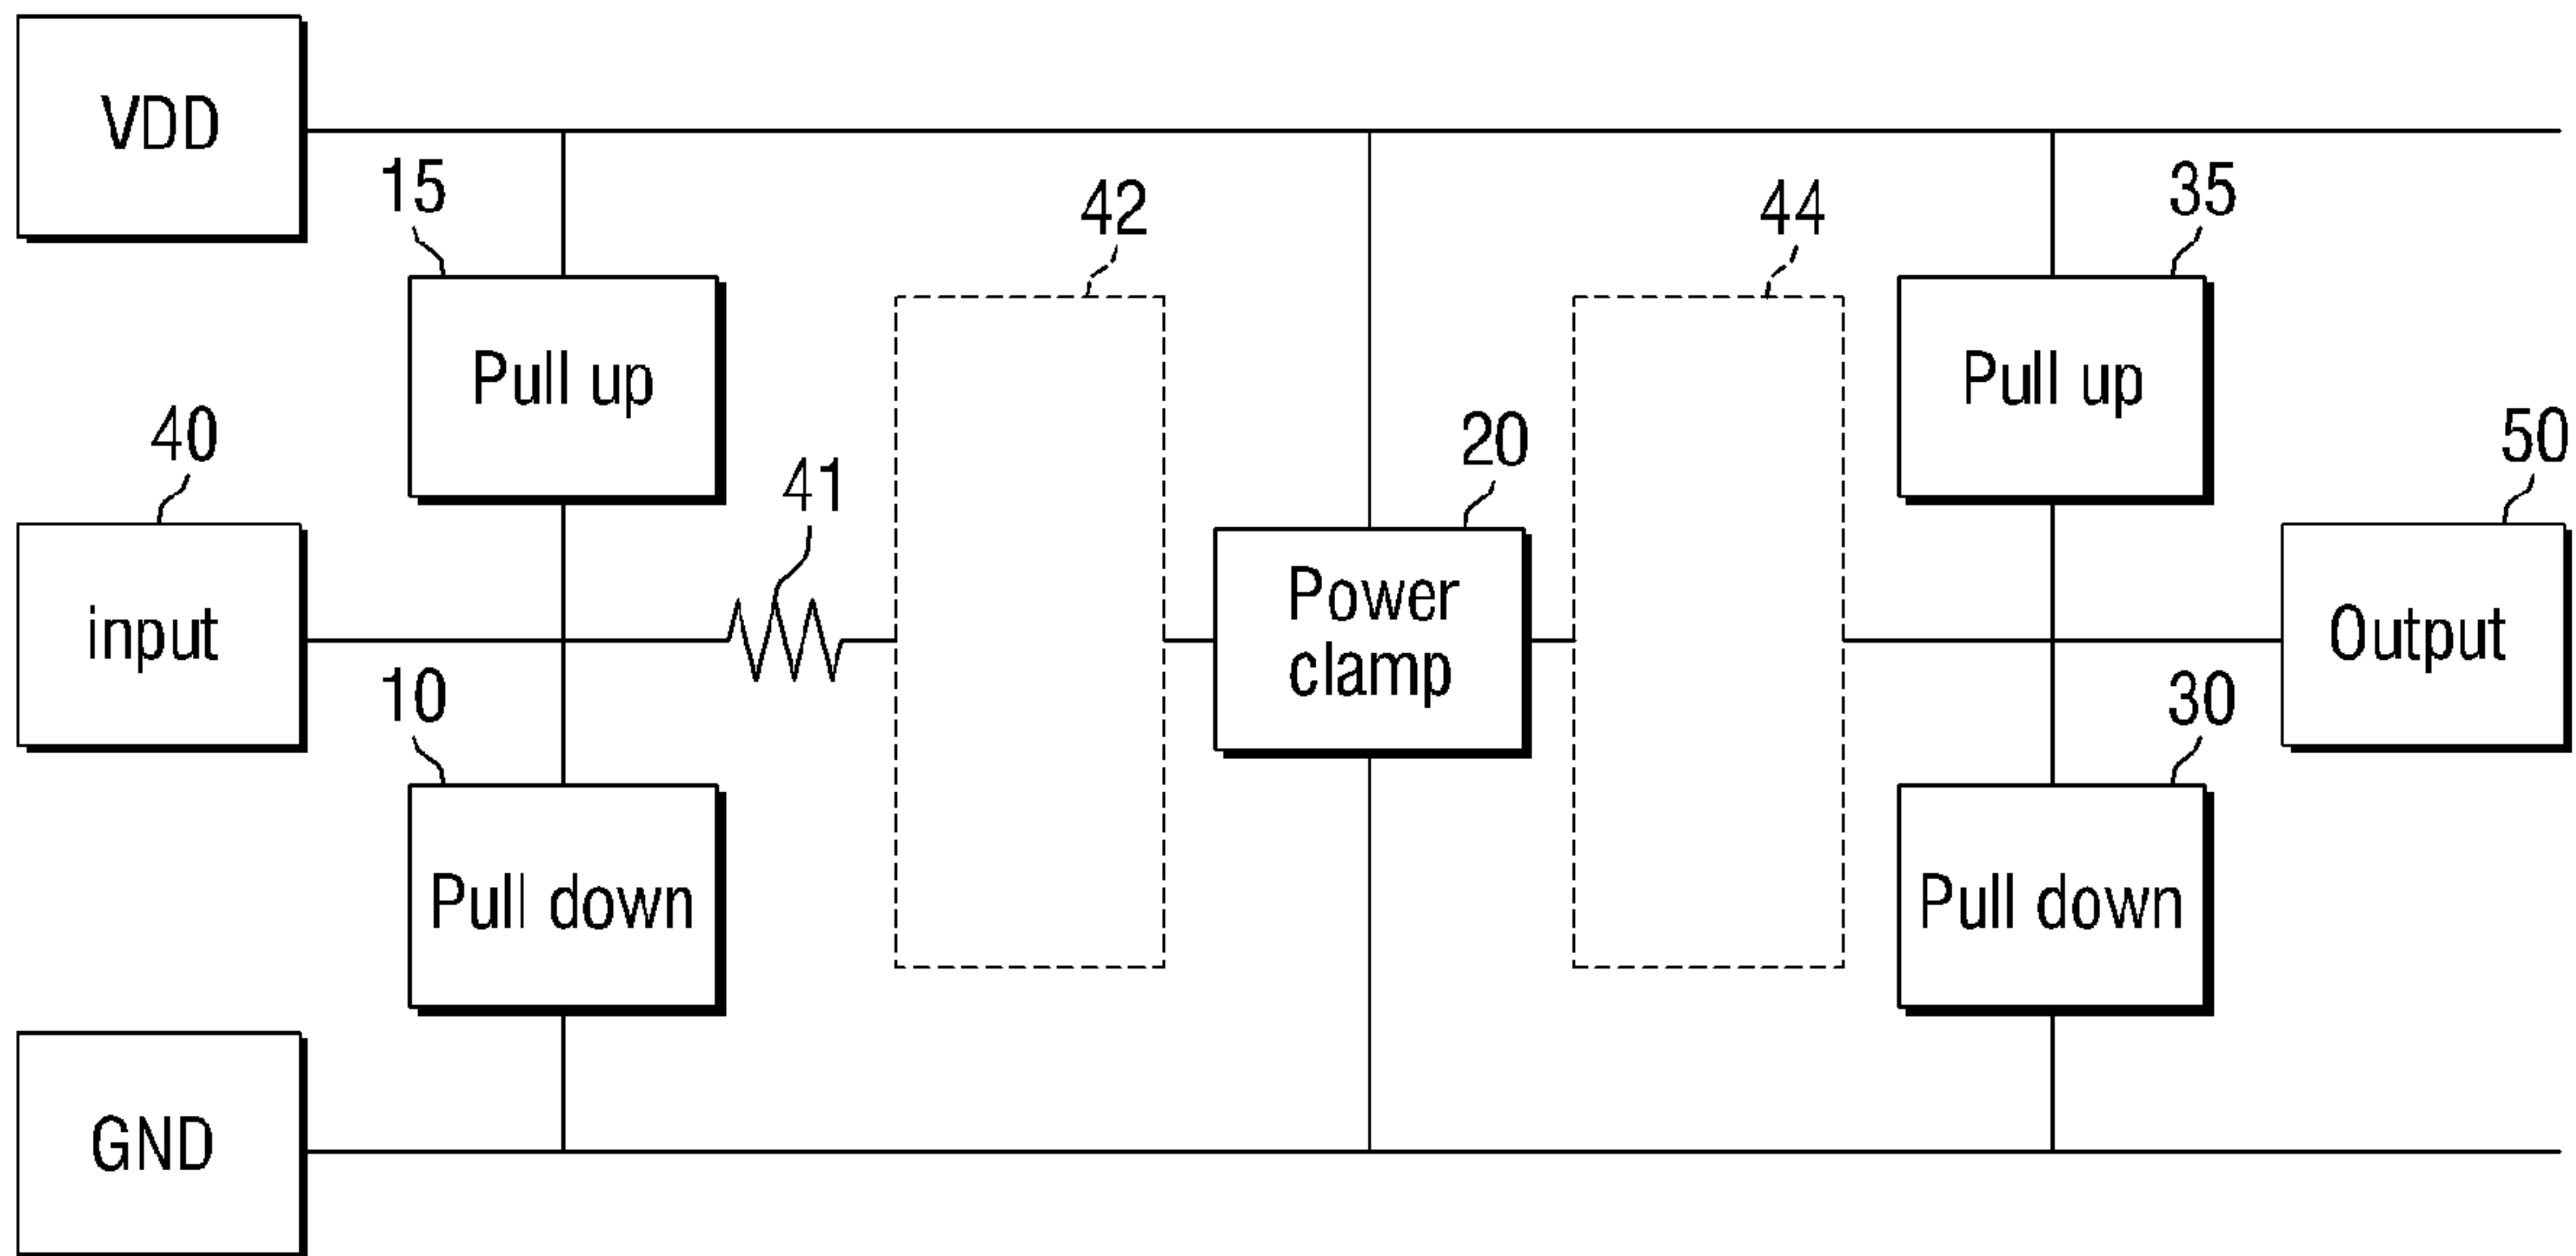 VDD
15
42
44
35
Pull up
Pull up
40
41
20
50
input
Power
clamp
Output
10
30
Pull down
Pull down
GND